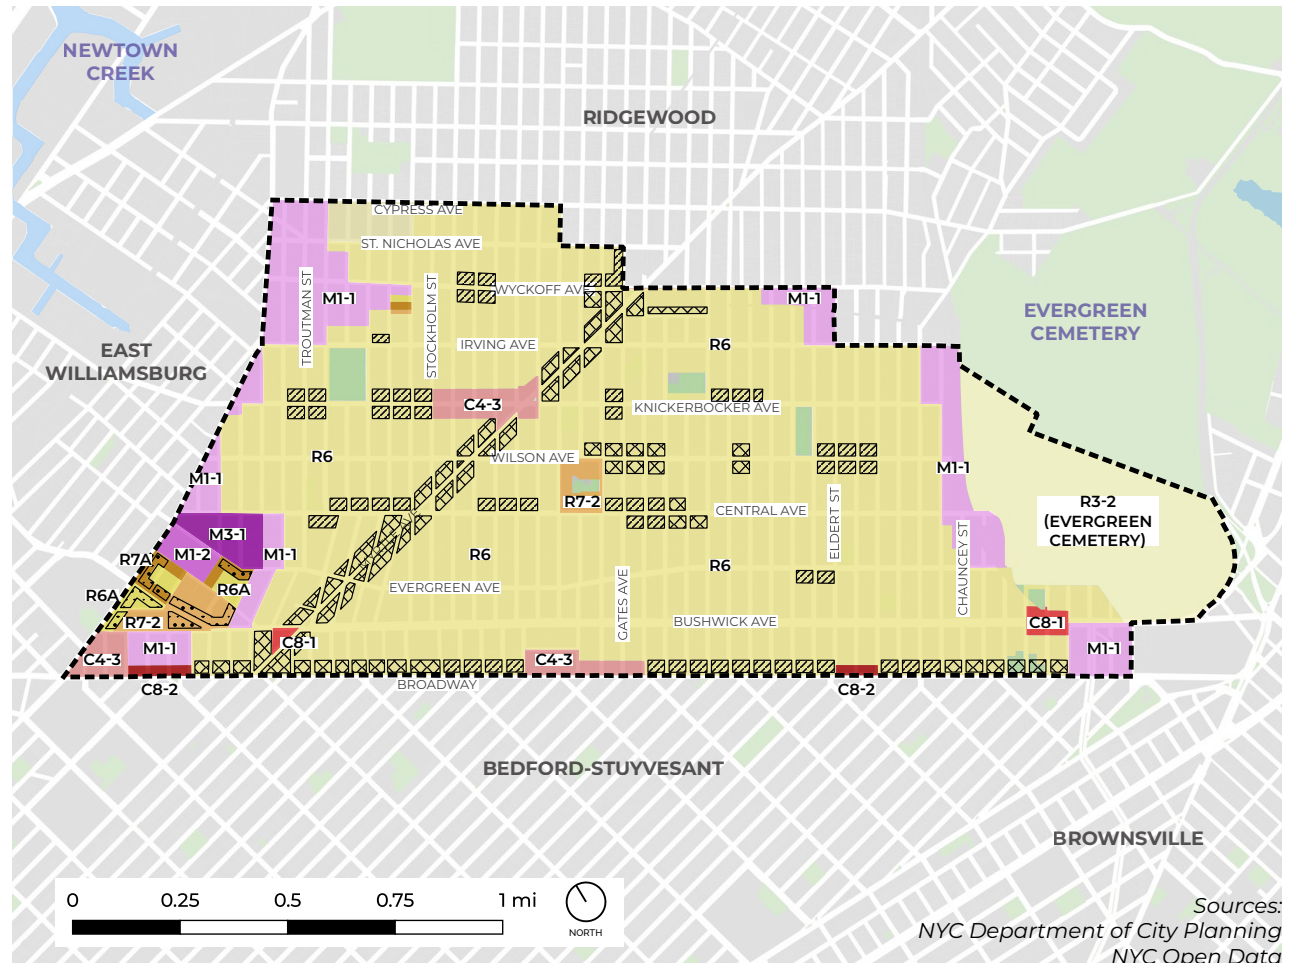 NEWTOWN
CREEK
RIDGEWOOD
CYPRESS AVE
ST. NICHOLAS AVE
TROUTMAN ST
STOCKHOLM ST
M1-1
WYCKOFF AVE
M1-1
EVERGREEN
CEMETERY
EAST
WILLIAMSBURG
IRVING AVE
R6
C4-3
KNICKERBOCKER AVE
R6
WILSON AVE
M1-1
M1-1
R7-2
CENTRAL AVE
ELDERT ST
R3-2
(EVERGREEN
CEMETERY)
M3-1
M1-2
M1-1
R7A
R6
R6
CHAUNCEY ST
R6A
R6A
EVERGREEN AVE
GATES AVE
R7-2
BUSHWICK AVE
C8-1
M1-1
C8-1
C4-3
C4-3
M1-1
C8-2
BROADWAY
C8-2
BEDFORD-STUYVESANT
BROWNSVILLE
0 0.25 0.5 0.75 1 mi
NORTH
Sources:
NYC Department of City Planning
NYC Open Data